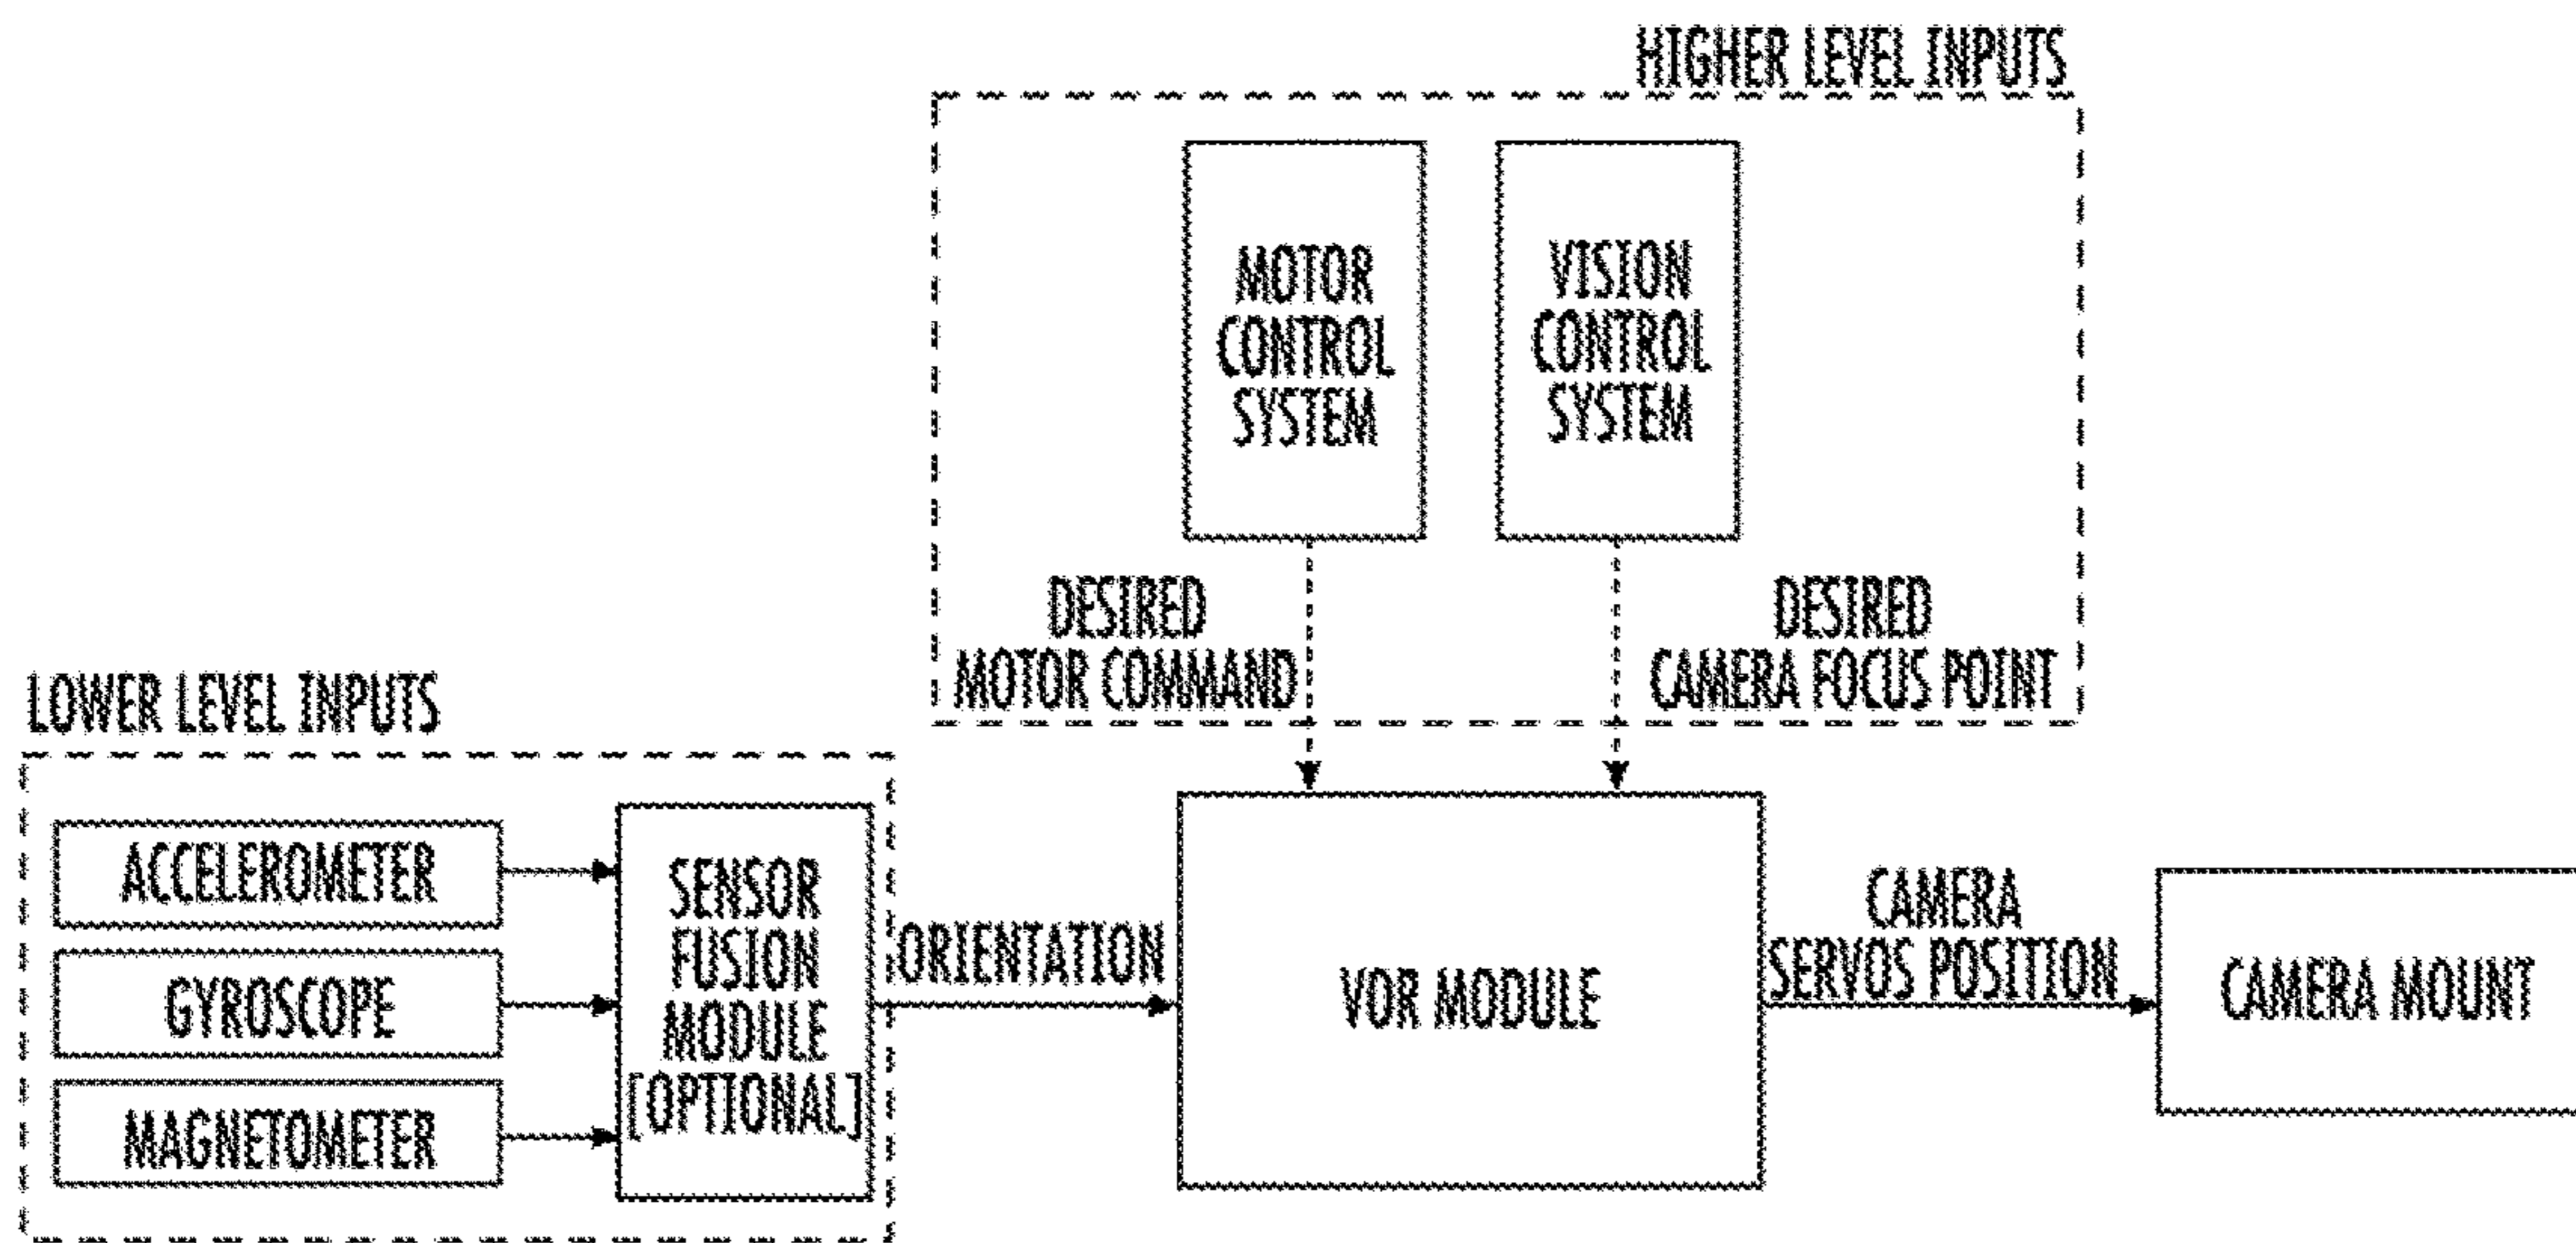 HIGHER LEVEL INPUTS
MOTOR
CONTROL
SYSTEM
VISION
CONTROL
SYSTEM
DESIRED
MOTOR COMMAND
DESIRED
CAMERA FOCUS POINT
LOWER LEVEL INPUTS
ACCELEROMETER
GYROSCOPE
MAGNETOMETER
SENSOR
FUSION
MODULE
[OPTIONAL]
ORIENTATION
VOR MODULE
CAMERA
SERVOS POSITION
CAMERA MOUNT